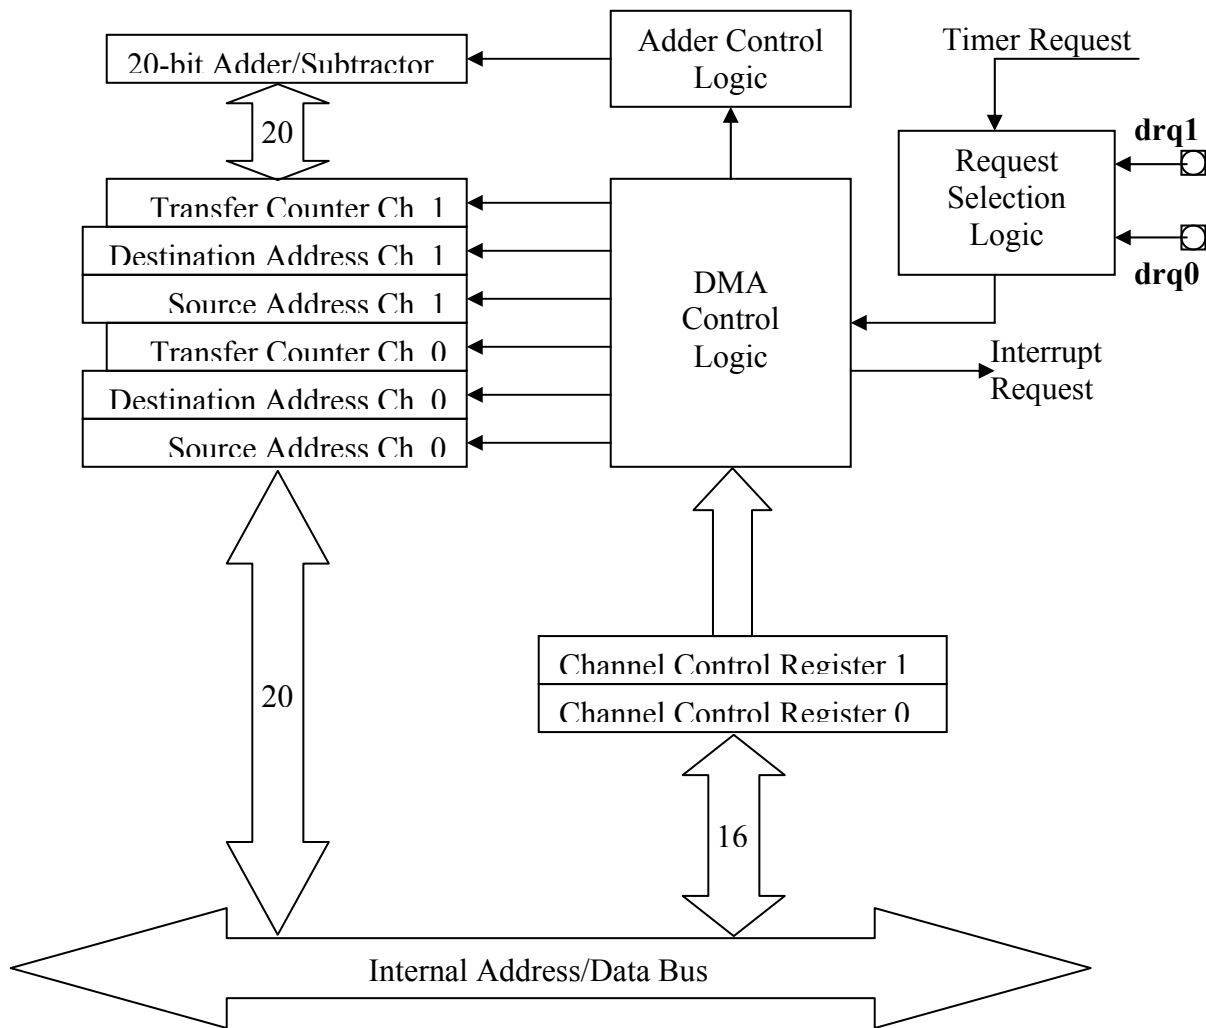 Adder Control
Logic
20-bit Adder/Subtractor
Timer Request
20
drq1
Request
Selection
Logic
drq0
Transfer Counter Ch. 1
Destination Address Ch. 1
Source Address Ch. 1
Transfer Counter Ch. 0
Destination Address Ch. 0
Source Address Ch. 0
DMA
Control
Logic
Interrupt
Request
Channel Control Register 1
Channel Control Register 0
20
16
Internal Address/Data Bus